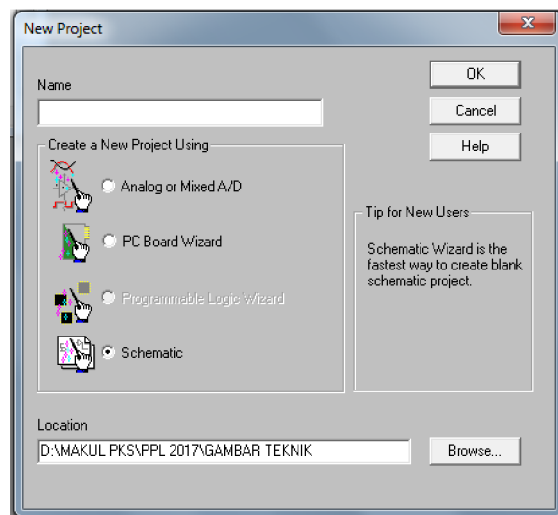 New Project
Name
OK
Cancel
Help
Create a New Project Using
Analog or Mixed A/D
PC Board Wizard
Programmable Logic Wizard
Schematic
Tip for New Users
Schematic Wizard is the
fastest way to create blank
schematic project.
Location
D:\MAKUL PKS\PPL 2017\GAMBAR TEKNIK
Browse...